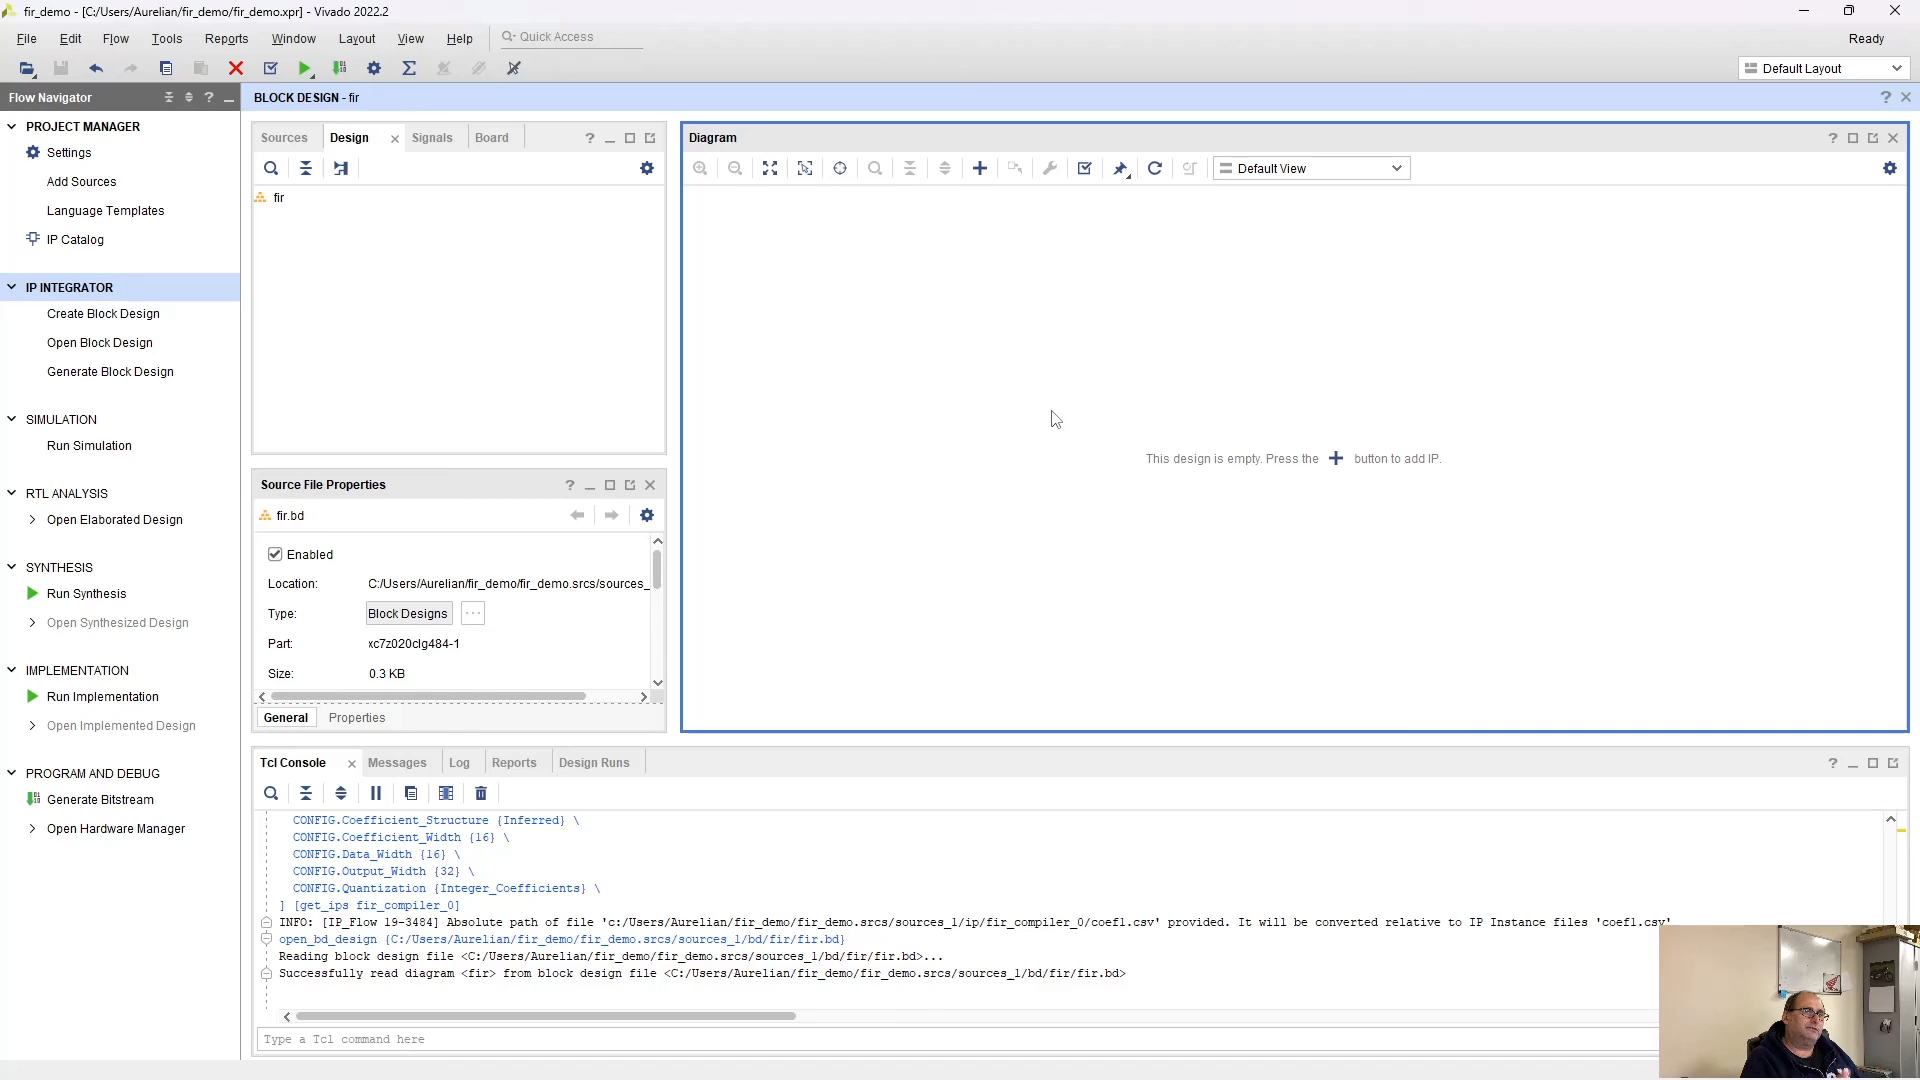 fir_demo - [C:/Users/Aurelian/fir_demo/fir_demo.xpr] - Vivado 2022.2
File Edit Flow Tools Reports Window Layout View Help Quick Access Ready
Default Layout
Flow Navigator
BLOCK DESIGN - fir
PROJECT MANAGER
Settings
Add Sources
Language Templates
IP Catalog
IP INTEGRATOR
Create Block Design
Open Block Design
Generate Block Design
SIMULATION
Run Simulation
RTL ANALYSIS
Open Elaborated Design
SYNTHESIS
Run Synthesis
Open Synthesized Design
IMPLEMENTATION
Run Implementation
Open Implemented Design
PROGRAM AND DEBUG
Generate Bitstream
Open Hardware Manager
Sources Design Signals Board
fir
Source File Properties
fir.bd
Enabled
Location: C:/Users/Aurelian/fir_demo/fir_demo.srcs/sources_
Type: Block Designs
Part: xc7z020clg484-1
Size: 0.3 KB
General Properties
Diagram
Default View
This design is empty. Press the + button to add IP.
Tcl Console Messages Log Reports Design Runs
CONFIG.Coefficient_Structure {Inferred} \
CONFIG.Coefficient_Width {16} \
CONFIG.Data_Width {16} \
CONFIG.Output_Width {32} \
CONFIG.Quantization {Integer_Coefficients} \
] [get_ips fir_compiler_0]
INFO: [IP_Flow 19-3484] Absolute path of file 'c:/Users/Aurelian/fir_demo/fir_demo.srcs/sources_1/ip/fir_compiler_0/coef1.csv' provided. It will be converted relative to IP Instance files 'coef1.csv'
open_bd_design {C:/Users/Aurelian/fir_demo/fir_demo.srcs/sources_1/bd/fir/fir.bd}
Reading block design file <C:/Users/Aurelian/fir_demo/fir_demo.srcs/sources_1/bd/fir/fir.bd>...
Successfully read diagram <fir> from block design file <C:/Users/Aurelian/fir_demo/fir_demo.srcs/sources_1/bd/fir/fir.bd>
Type a Tcl command here